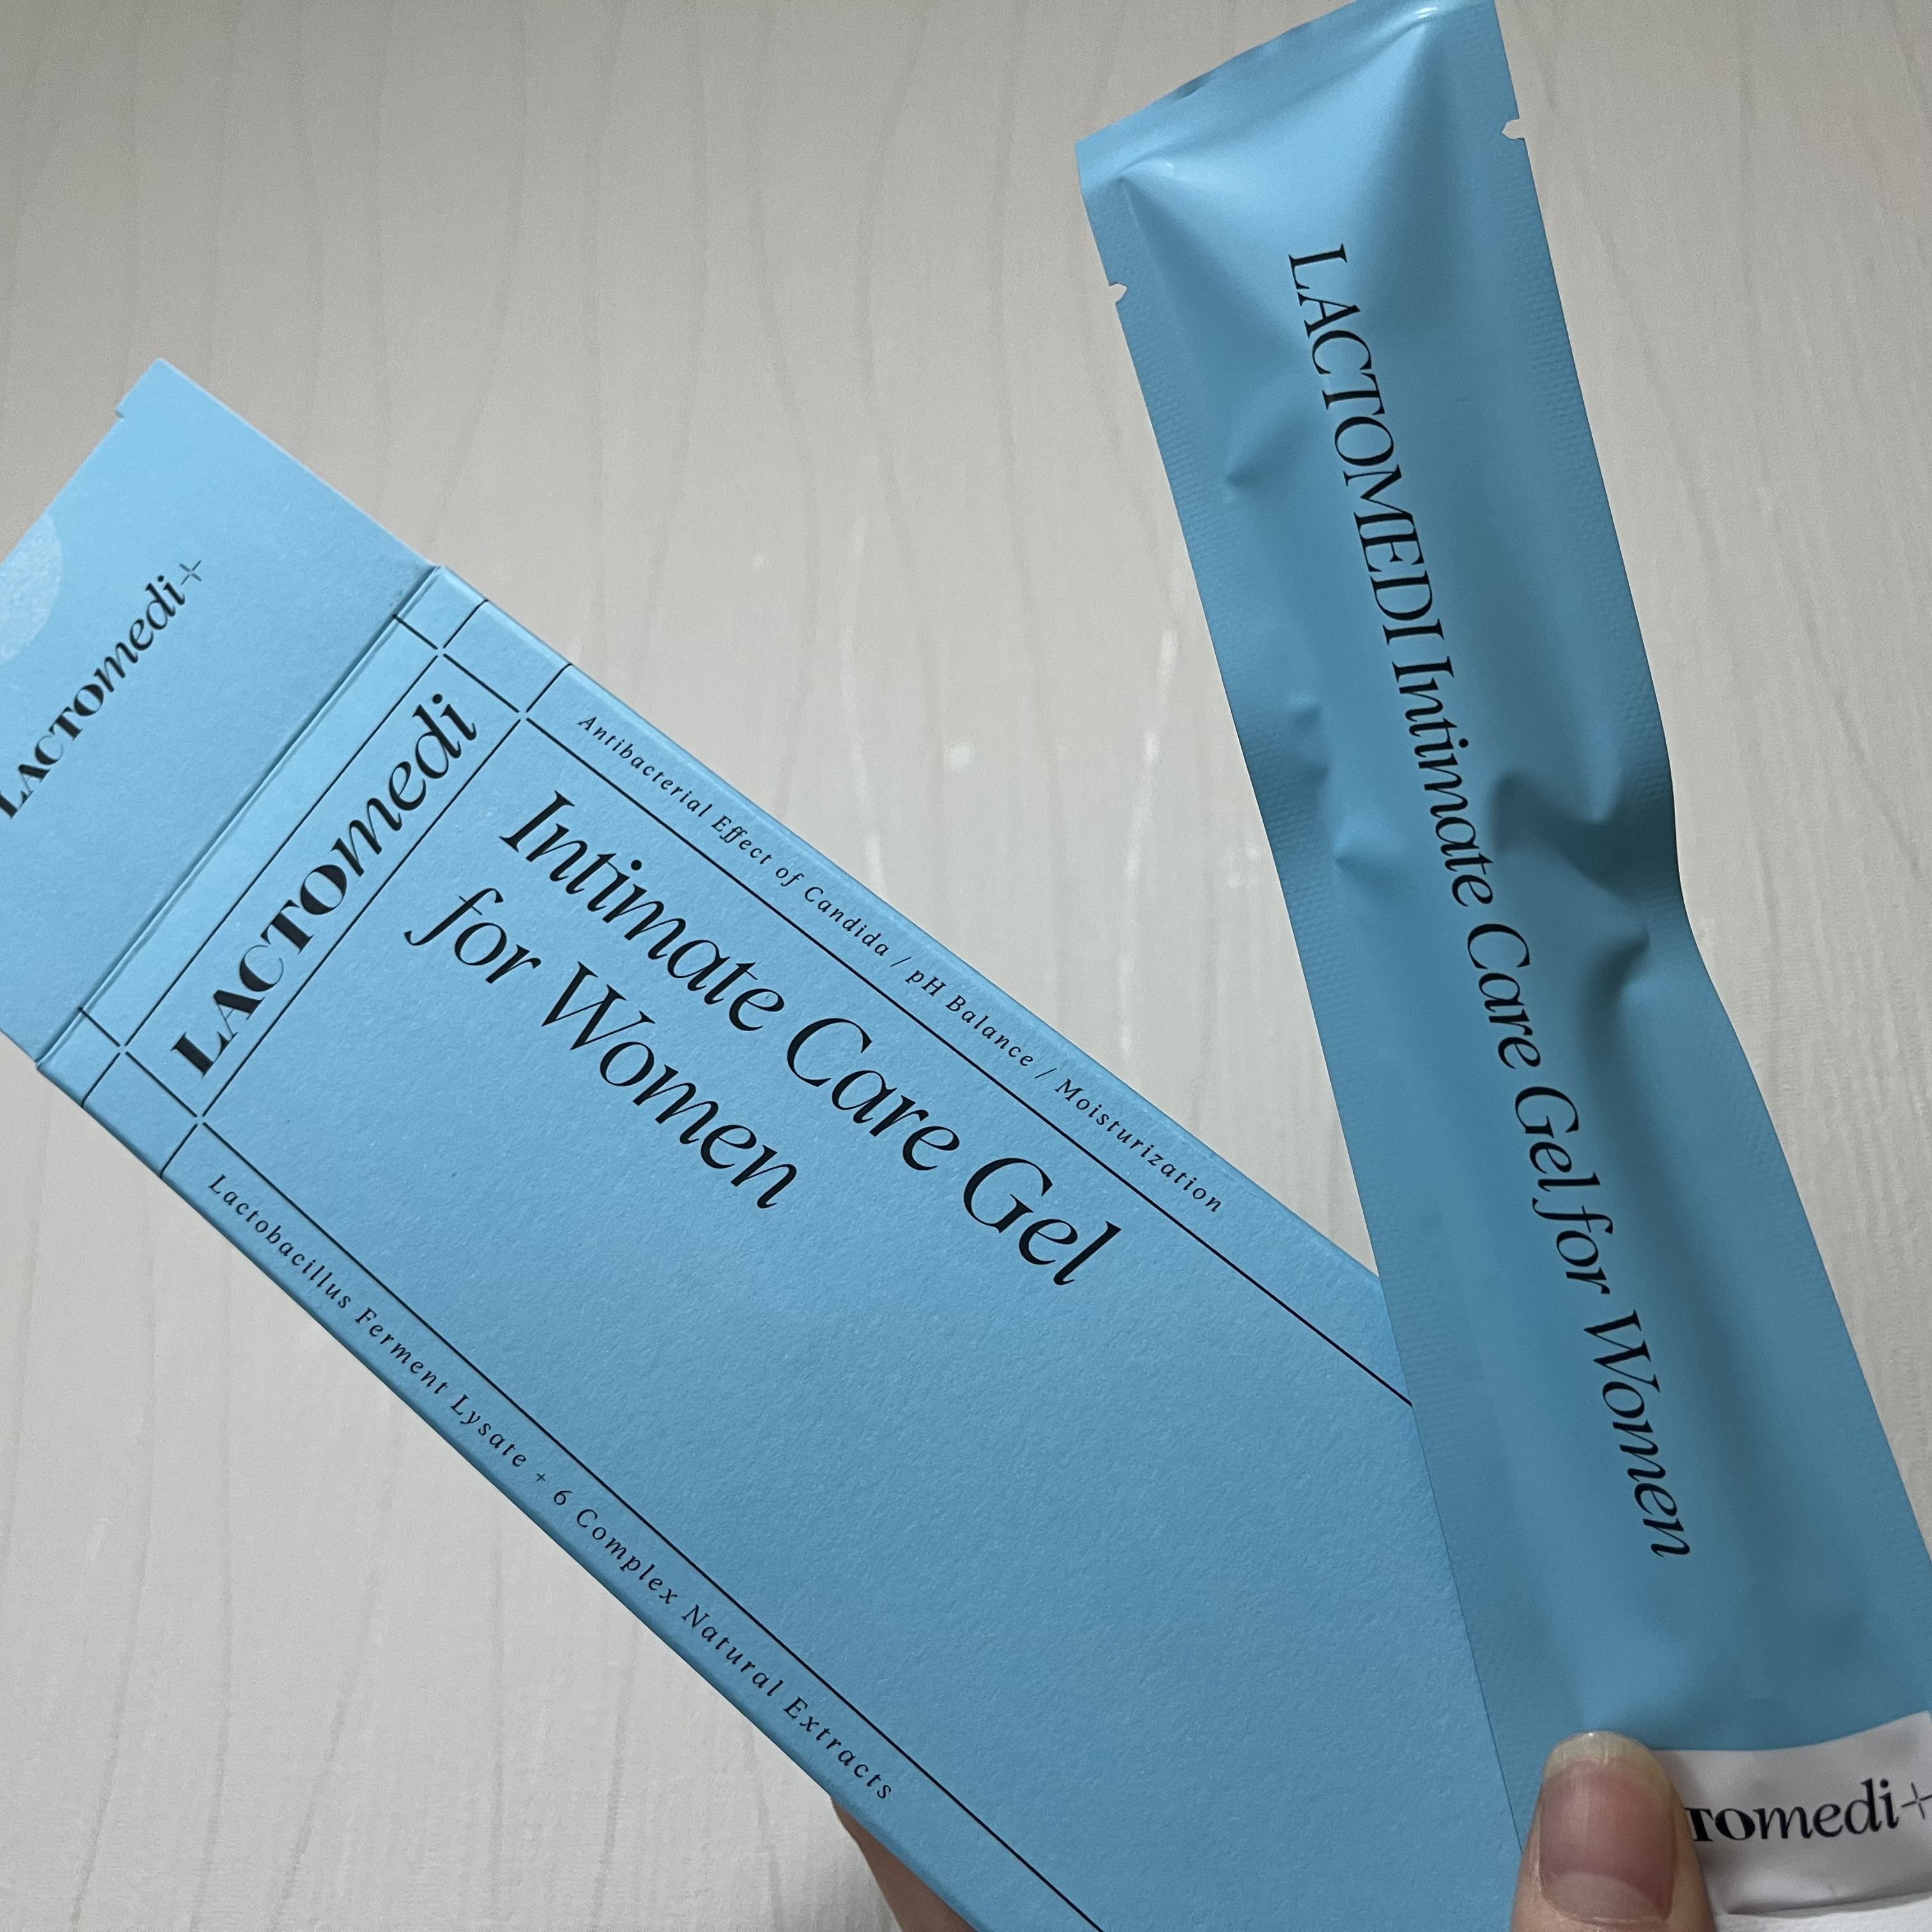 LACTOmedi+
LACTOmedi
Antibacterial Effect of Candida / pH Balance / Moisturization
Intimate Care Gel
for Women
Lactobacillus Ferment Lysate + 6 Complex Natural Extracts
LACTOMEDI Intimate Care Gel for Women
TOmedi+